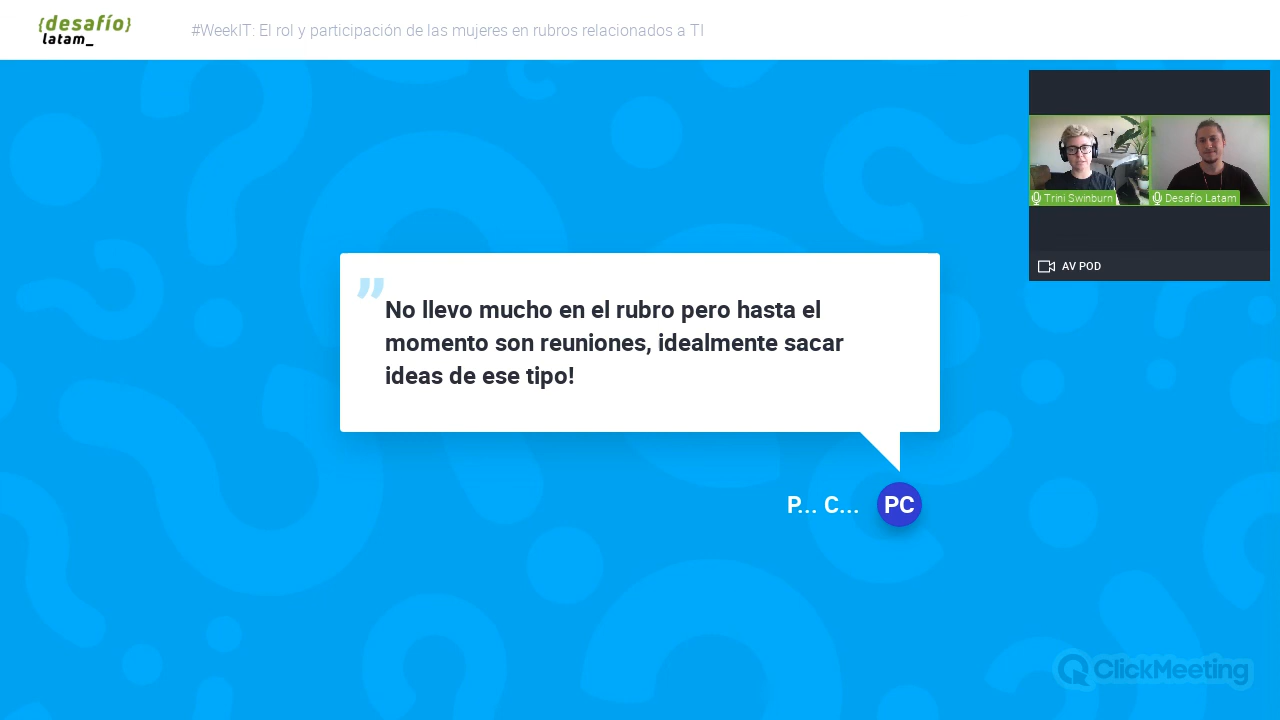 {desafío}
latam_
#WeekIT: El rol y participación de las mujeres en rubros relacionados a TI
Trini Swinburn
Desafío Latam
AV POD
”
No llevo mucho en el rubro pero hasta el
momento son reuniones, idealmente sacar
ideas de ese tipo!
P... C... PC
ClickMeeting